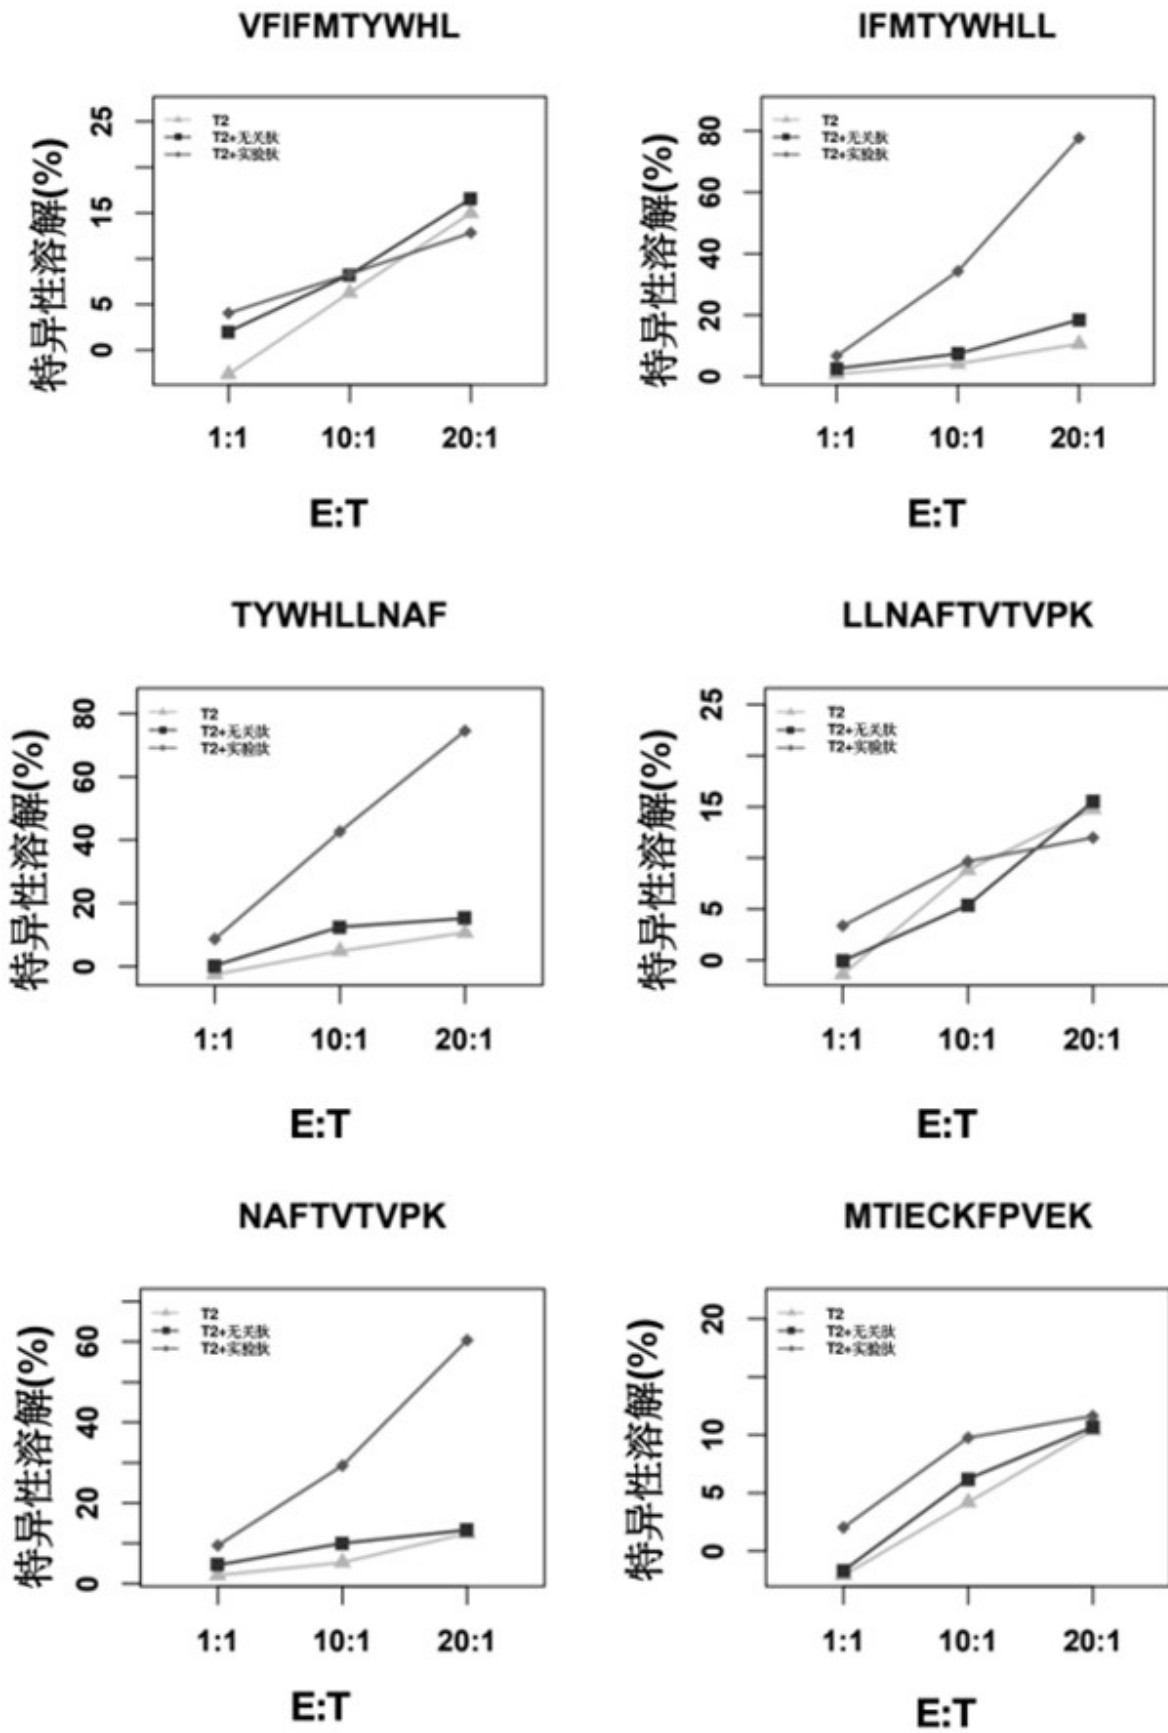 VFIFMTYWHL
特异性溶解(%)
25
15
5
0
T2
T2+无关肽
T2+实验肽
1:1
10:1
20:1
E:T
IFMTYWHLL
特异性溶解(%)
80
60
40
20
0
T2
T2+无关肽
T2+实验肽
1:1
10:1
20:1
E:T
TYWHLLNAF
特异性溶解(%)
80
60
40
20
0
T2
T2+无关肽
T2+实验肽
1:1
10:1
20:1
E:T
LLNAFTVTVPK
特异性溶解(%)
25
15
5
0
T2
T2+无关肽
T2+实验肽
1:1
10:1
20:1
E:T
NAFTVTVPK
特异性溶解(%)
60
40
20
0
T2
T2+无关肽
T2+实验肽
1:1
10:1
20:1
E:T
MTIECKFPVEK
特异性溶解(%)
20
10
5
0
T2
T2+无关肽
T2+实验肽
1:1
10:1
20:1
E:T